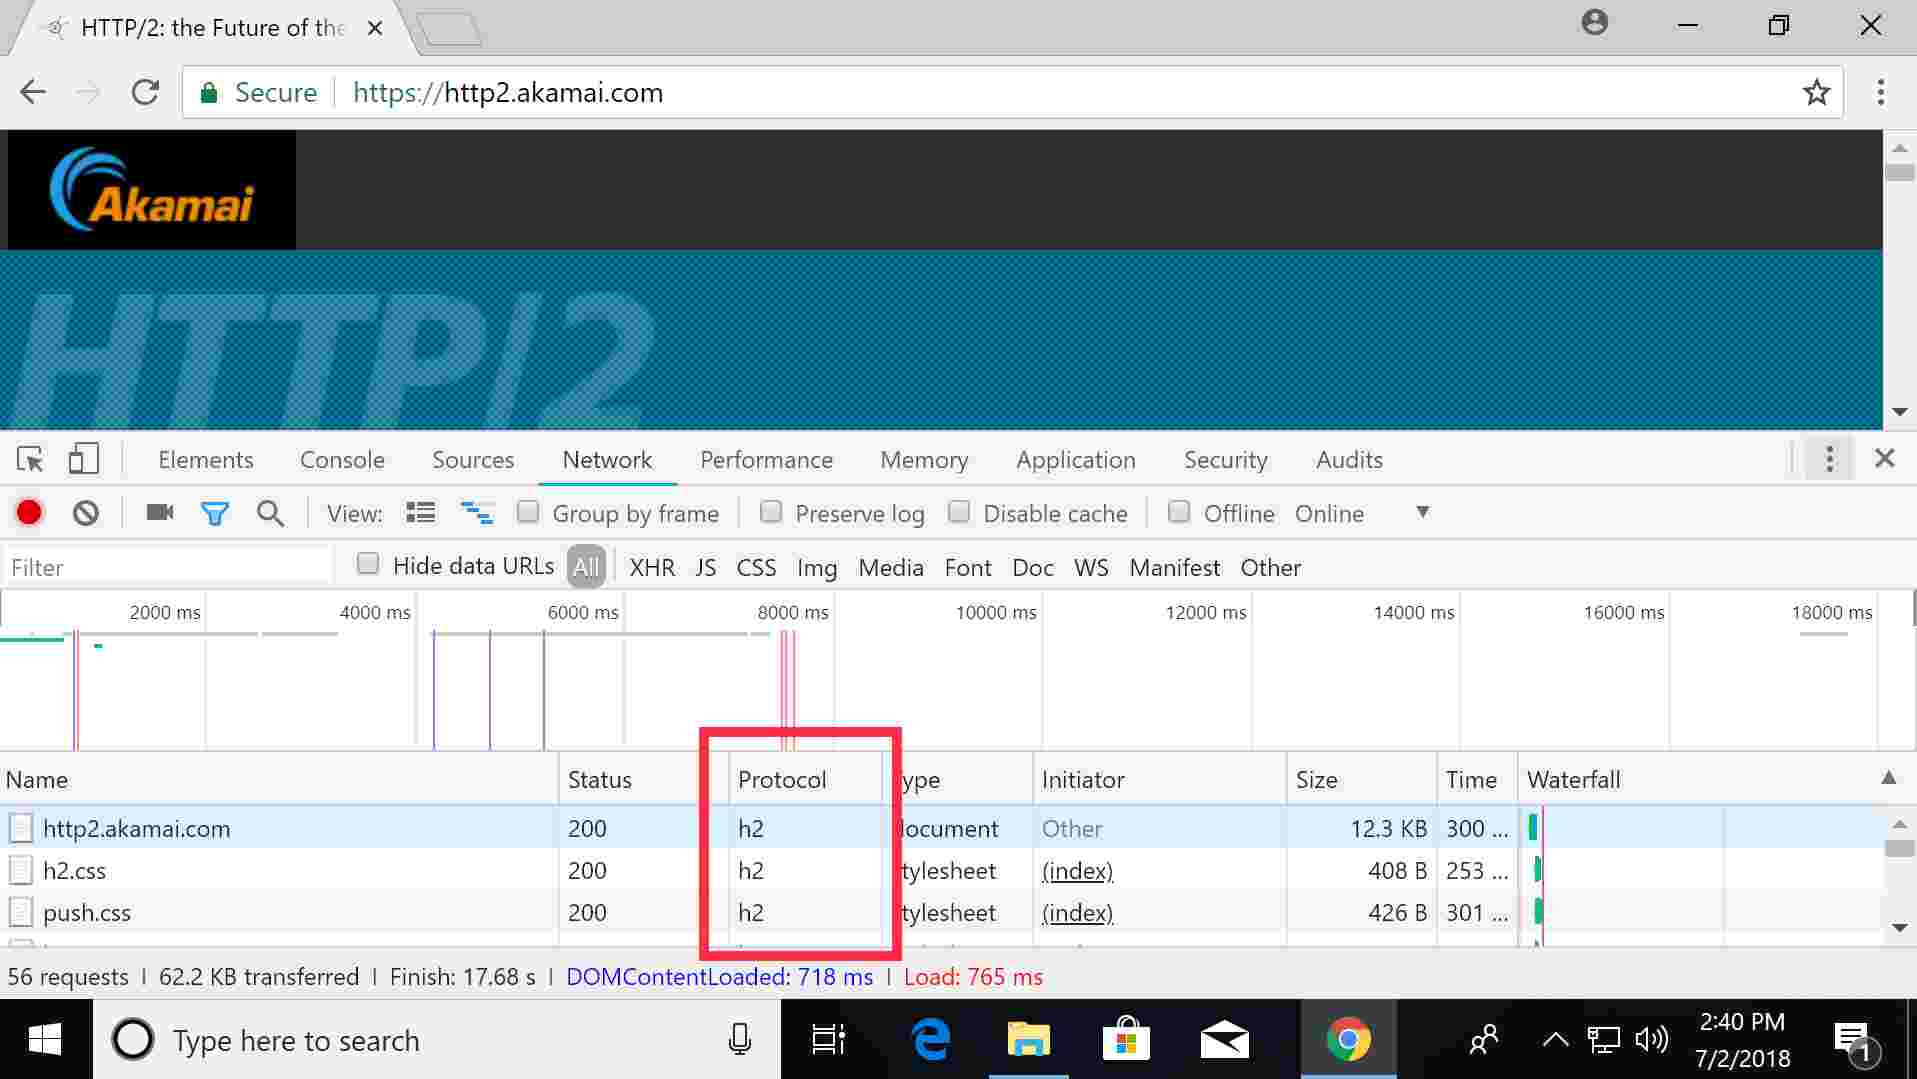 HTTP/2: the Future of the
Secure https://http2.akamai.com
Akamai
HTTP/2
Elements Console Sources Network Performance Memory Application Security Audits
View: Group by frame Preserve log Disable cache Offline Online
Filter Hide data URLs All XHR JS CSS Img Media Font Doc WS Manifest Other
2000 ms 4000 ms 6000 ms 8000 ms 10000 ms 12000 ms 14000 ms 16000 ms 18000 ms
Name Status Protocol ype Initiator Size Time Waterfall
http2.akamai.com 200 h2 ocument Other 12.3 KB 300 ...
h2.css 200 h2 tylesheet (index) 408 B 253 ...
push.css 200 h2 tylesheet (index) 426 B 301 ...
56 requests | 62.2 KB transferred | Finish: 17.68 s | DOMContentLoaded: 718 ms | Load: 765 ms
Type here to search
2:40 PM
7/2/2018
1